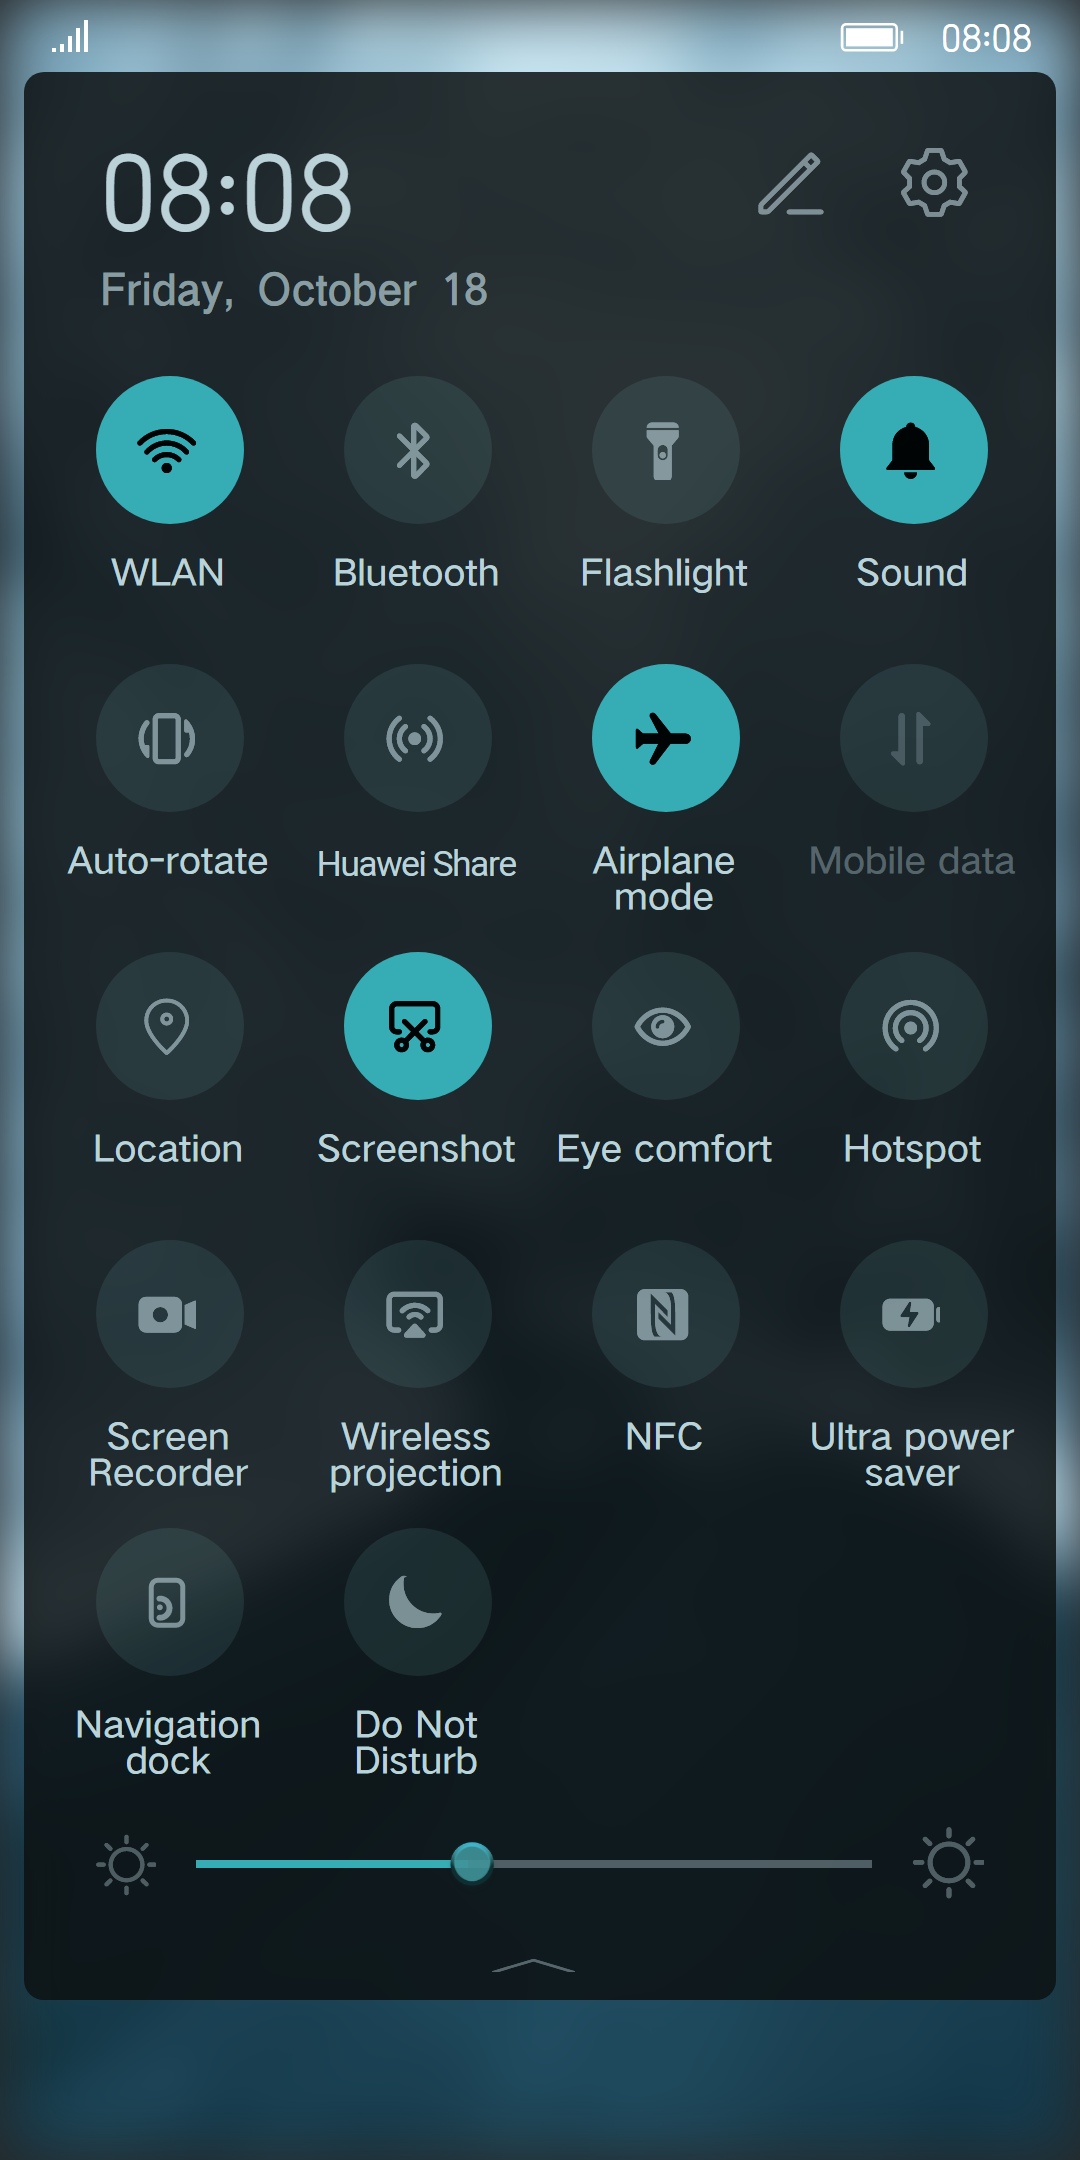 08:08
08:08
Friday, October 18
WLAN
Bluetooth
Flashlight
Sound
Auto-rotate
Huawei Share
Airplane
mode
Mobile data
Location
Screenshot
Eye comfort
Hotspot
Screen
Recorder
Wireless
projection
NFC
Ultra power
saver
Navigation
dock
Do Not
Disturb